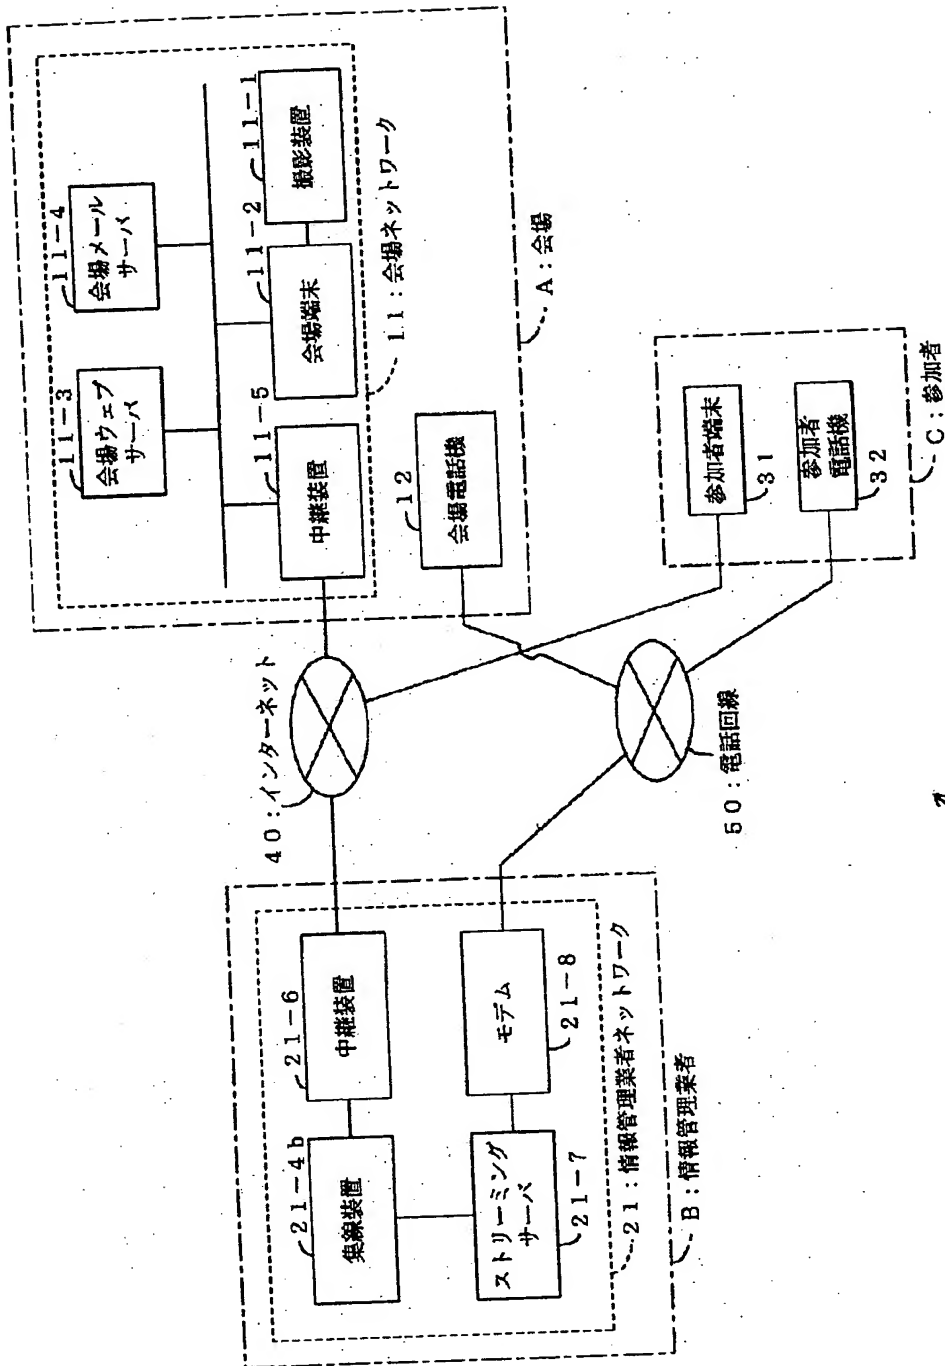 21-4b
集線装置
21-6
中継装置
ストリーミング
サーバ
21-7
モデム
21-8
21:情報管理業者ネットワーク
B:情報管理業者
40:インターネット
50:電話回線
11-3
会場ウェブ
サーバ
11-4
会場メール
サーバ
11-5
中継装置
11-2
会場端末
11-1
撮影装置
11:会場ネットワーク
12
会場電話機
A:会場
参加者端末
31
参加者
電話機
32
C:参加者